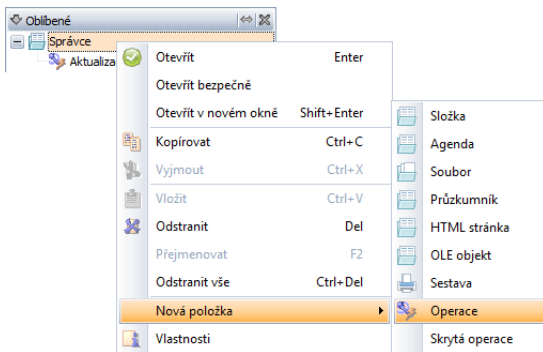 Oblíbené
Správce
Aktualiza
Otevřít Enter
Otevřít bezpečně
Otevřít v novém okně Shift+Enter
Kopírovat Ctrl+C
Vyjmout Ctrl+X
Vložit Ctrl+V
Odstranit Del
Přejmenovat F2
Odstranit vše Ctrl+Del
Nová položka
Vlastnosti
Složka
Agenda
Soubor
Průzkumník
HTML stránka
OLE objekt
Sestava
Operace
Skrytá operace